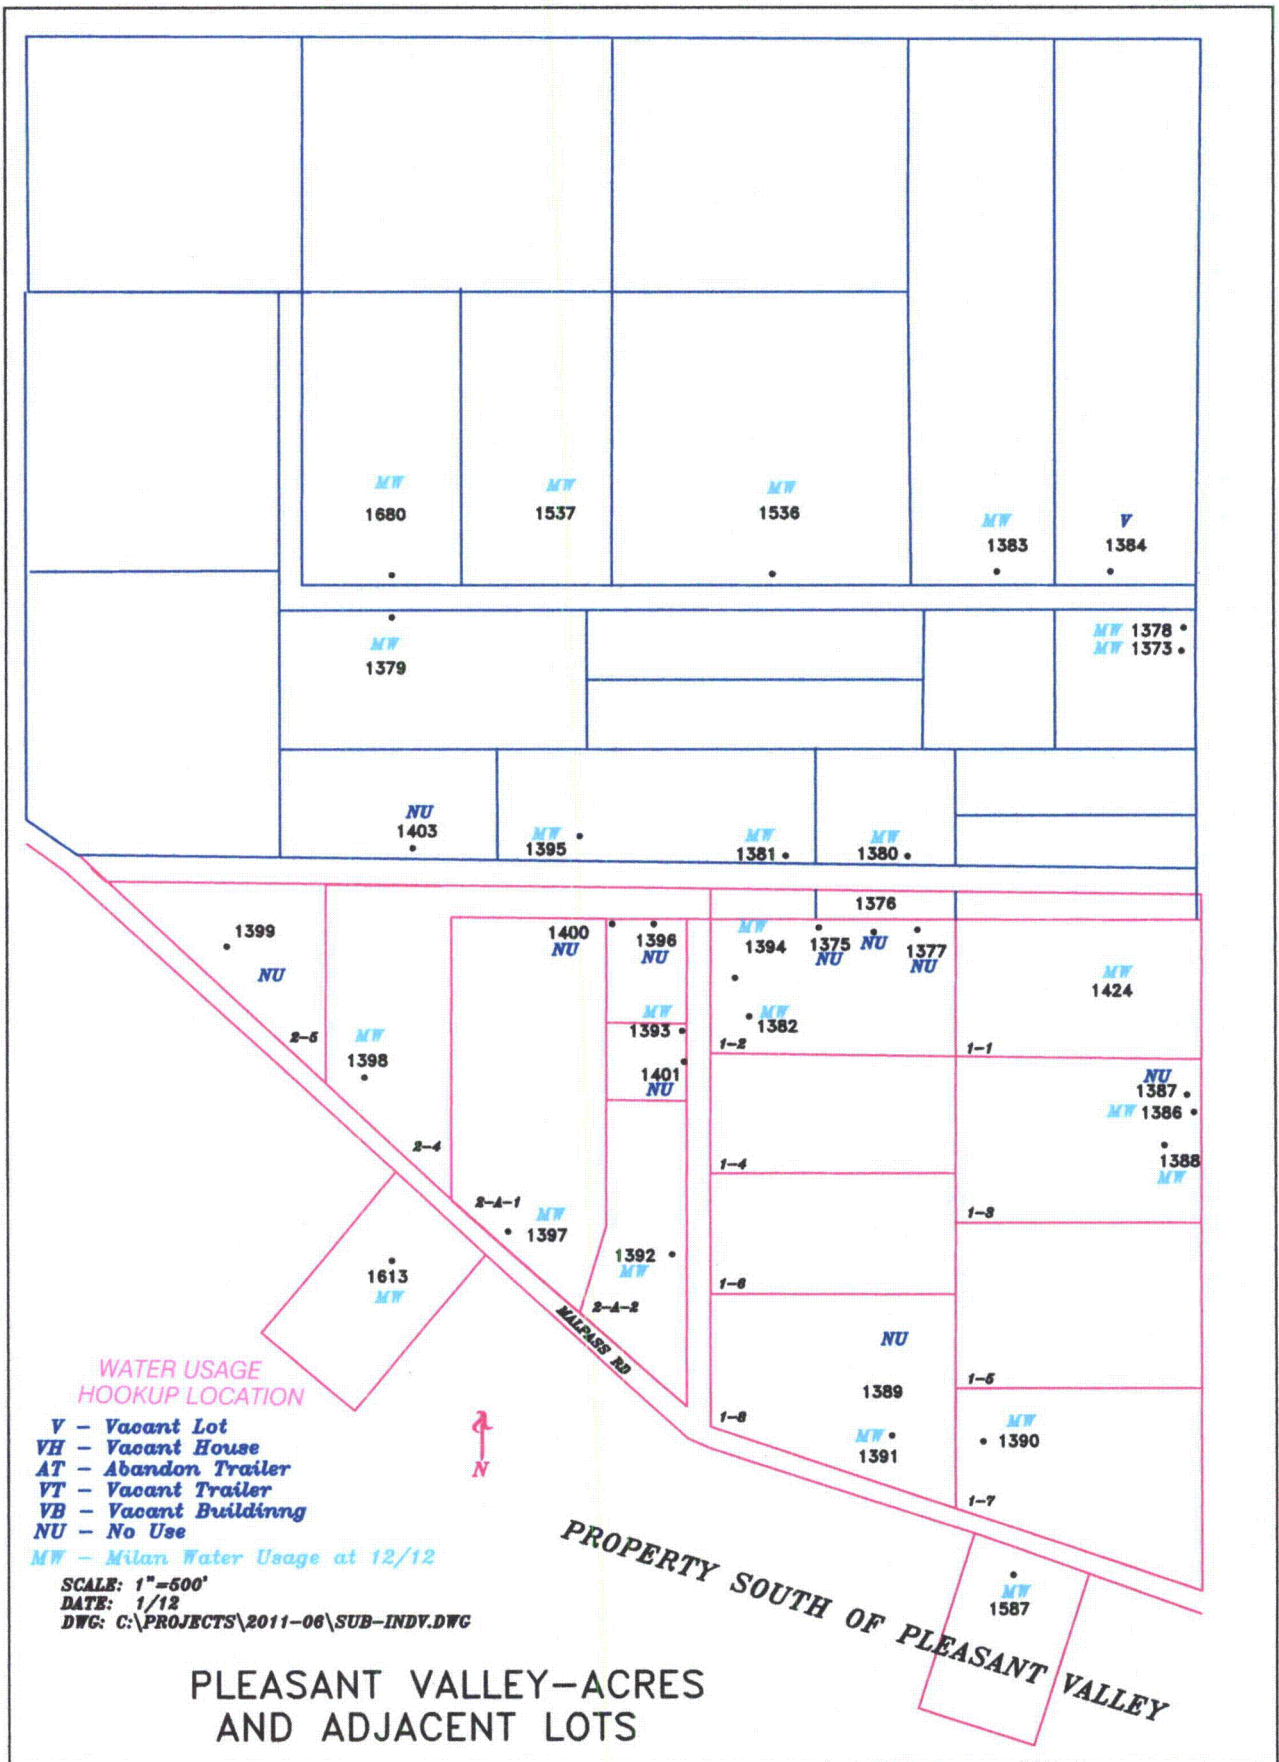 MW
1680
MW
1537
MW
1536
MW
1383
V
1384
MW 1378
MW 1373
MW
1379
NU
1403
MW
1395
MW
1381
MW
1380
1376
1399
NU
1400
NU
1396
NU
MW
1394
1375
NU
NU
1377
NU
MW
1424
MW
1393
MW
1382
2-5
MW
1398
1-2
1-1
1401
NU
NU
1387
MW 1386
1388
MW
2-4
1-4
2-A-1
MW
1397
1-3
1392
MW
1613
MW
1-6
2-A-2
MALPASS RD
NU
1389
1-5
1-8
MW
1391
MW
1390
1-7
WATER USAGE
HOOKUP LOCATION
V - Vacant Lot
VH - Vacant House
AT - Abandon Trailer
VT - Vacant Trailer
VB - Vacant Buildinng
NU - No Use
MW - Milan Water Usage at 12/12
N
SCALE: 1"=500'
DATE: 1/12
DWG: C:\PROJECTS\2011-06\SUB-INDV.DWG
PROPERTY SOUTH OF PLEASANT VALLEY
MW
1587
PLEASANT VALLEY-ACRES
AND ADJACENT LOTS